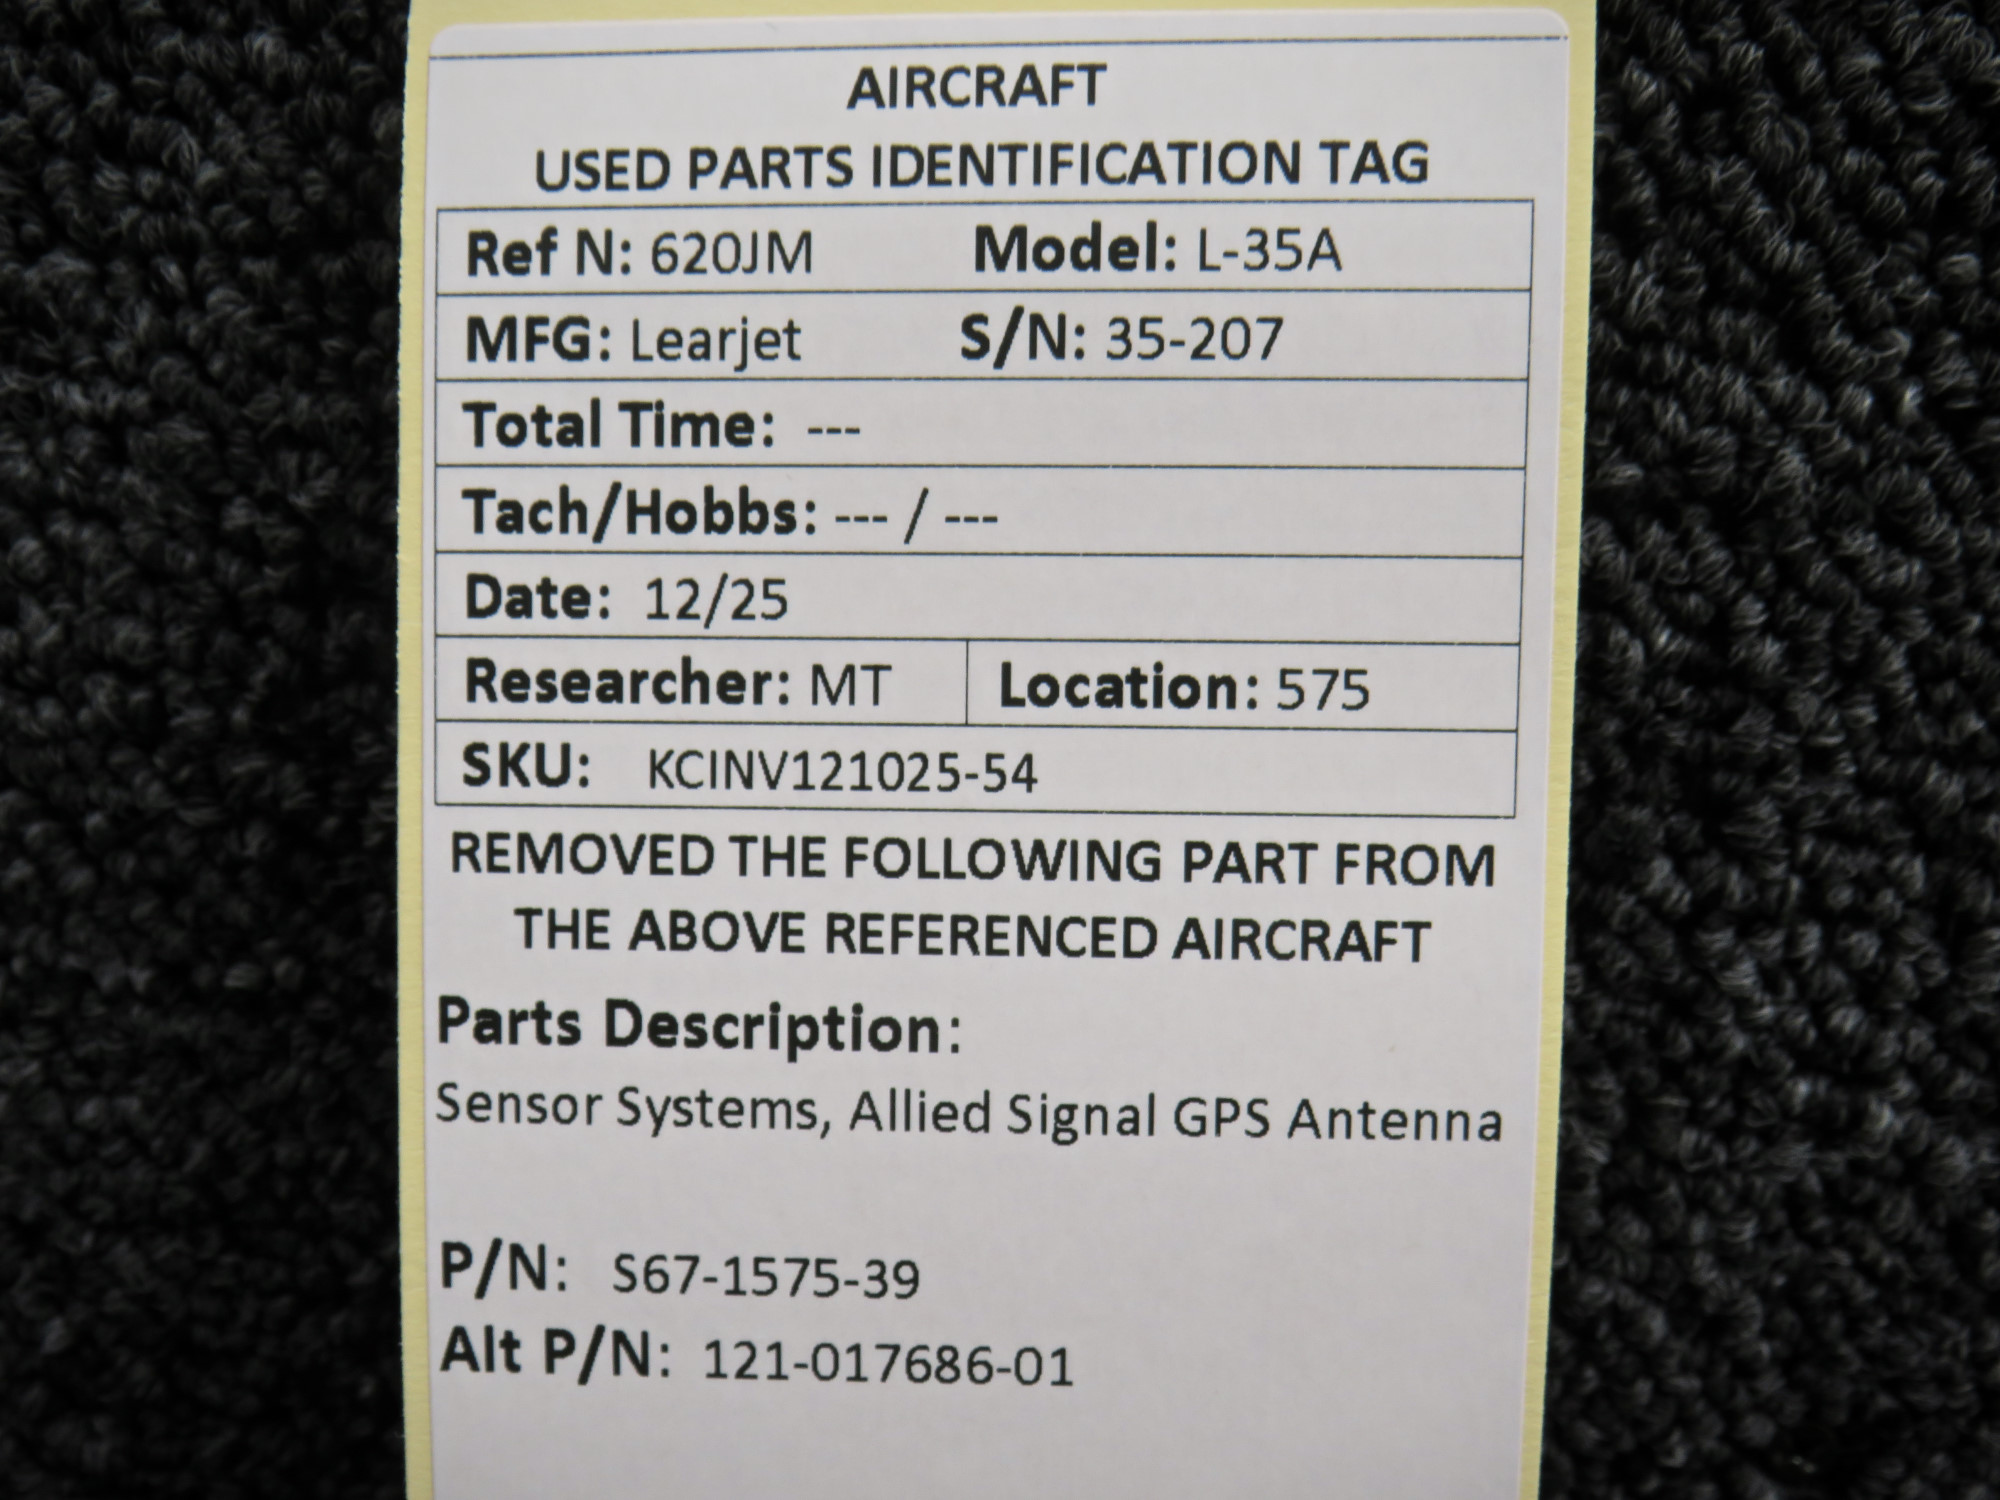 AIRCRAFT
USED PARTS IDENTIFICATION TAG
Ref N: 620JM Model: L-35A
MFG: Learjet S/N: 35-207
Total Time: ---
Tach/Hobbs: --- / ---
Date: 12/25
Researcher: MT Location: 575
SKU: KCINV121025-54
REMOVED THE FOLLOWING PART FROM
THE ABOVE REFERENCED AIRCRAFT
Parts Description:
Sensor Systems, Allied Signal GPS Antenna
P/N: S67-1575-39
Alt P/N: 121-017686-01